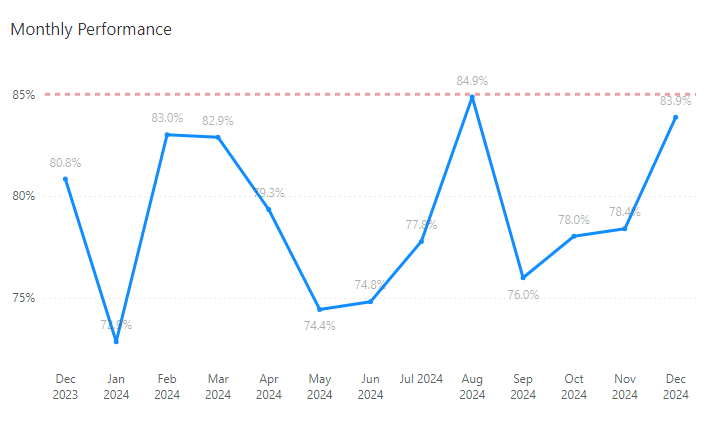 Monthly Performance
85%
80%
75%
80.8%
72.9%
83.0%
82.9%
79.3%
74.4%
74.8%
77.8%
84.9%
76.0%
78.0%
78.4%
83.9%
Dec 2023
Jan 2024
Feb 2024
Mar 2024
Apr 2024
May 2024
Jun 2024
Jul 2024
Aug 2024
Sep 2024
Oct 2024
Nov 2024
Dec 2024